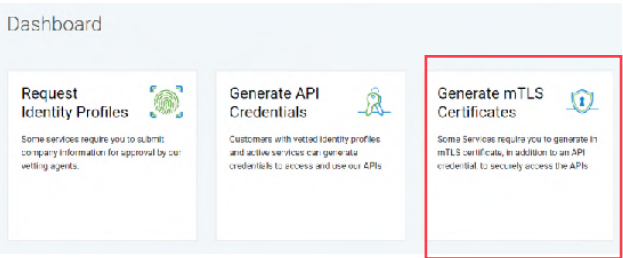 Dashboard
Request
Identity Profiles
Some services require you to submit
company information for approval by our
vetting agents.
Generate API
Credentials
Customers with vetted identity profiles
and active services can generate
credentials to access and use our APIs
Generate mTLS
Certificates
Some Services require you to generate in
mTLS certificate, in addition to an API
credential, to securely access the APIs